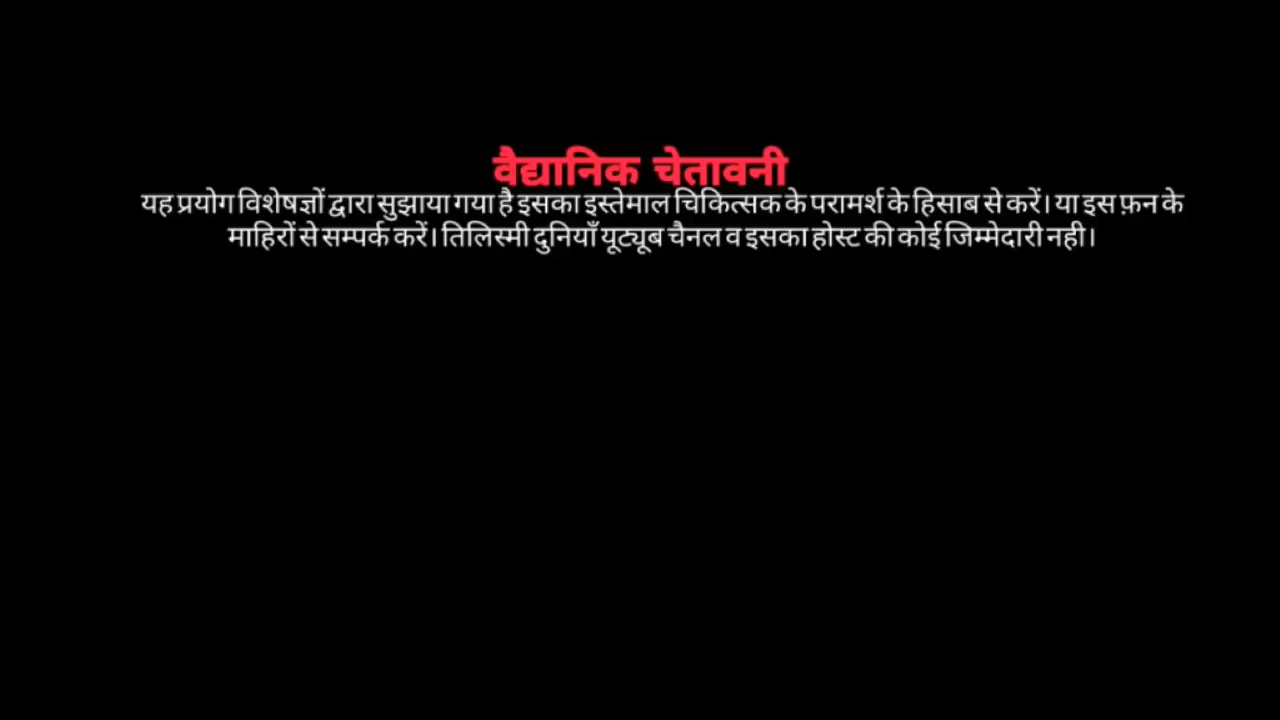 वैद्यानिक चेतावनी
यह प्रयोग विशेषज्ञों द्वारा सुझाया गया है इसका इस्तेमाल चिकित्सक के परामर्श के हिसाब से करें। या इस फ़न के
माहिरों से सम्पर्क करें। तिलिस्मी दुनियाँ यूट्यूब चैनल व इसका होस्ट की कोई जिम्मेदारी नही।